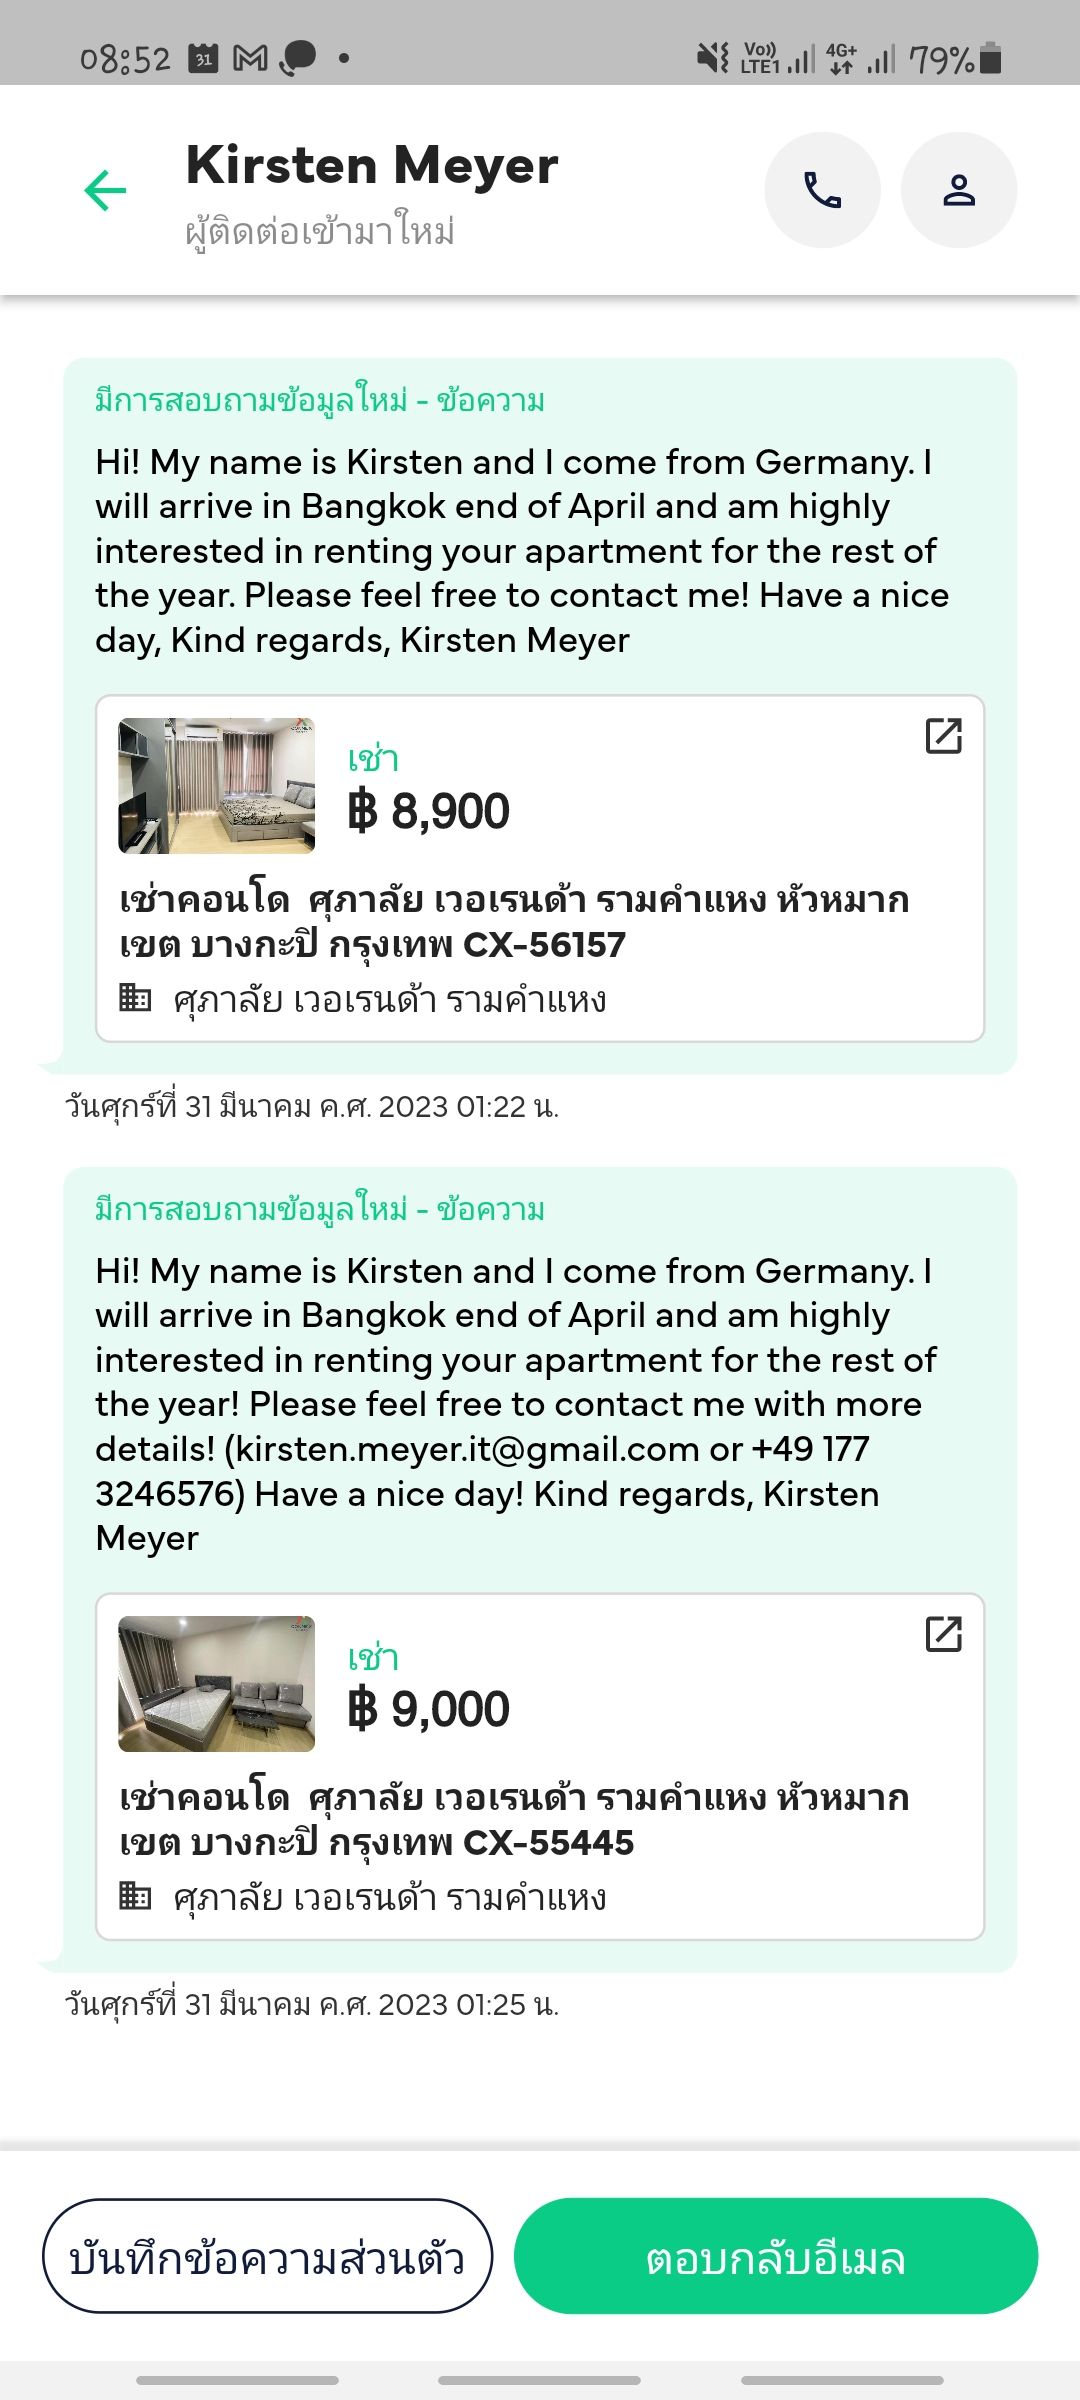 08:52 31 Vo)) LTE1 4G+ 79%
Kirsten Meyer
ผู้ติดต่อเข้ามาใหม่
มีการสอบถามข้อมูลใหม่ - ข้อความ
Hi! My name is Kirsten and I come from Germany. I
will arrive in Bangkok end of April and am highly
interested in renting your apartment for the rest of
the year. Please feel free to contact me! Have a nice
day, Kind regards, Kirsten Meyer
เช่า
฿ 8,900
เช่าคอนโด ศุภาลัย เวอเรนด้า รามคำแหง หัวหมาก
เขต บางกะปิ กรุงเทพ CX-56157
ศุภาลัย เวอเรนด้า รามคำแหง
วันศุกร์ที่ 31 มีนาคม ค.ศ. 2023 01:22 น.
มีการสอบถามข้อมูลใหม่ - ข้อความ
Hi! My name is Kirsten and I come from Germany. I
will arrive in Bangkok end of April and am highly
interested in renting your apartment for the rest of
the year! Please feel free to contact me with more
details! (kirsten.meyer.it@gmail.com or +49 177
3246576) Have a nice day! Kind regards, Kirsten
Meyer
เช่า
฿ 9,000
เช่าคอนโด ศุภาลัย เวอเรนด้า รามคำแหง หัวหมาก
เขต บางกะปิ กรุงเทพ CX-55445
ศุภาลัย เวอเรนด้า รามคำแหง
วันศุกร์ที่ 31 มีนาคม ค.ศ. 2023 01:25 น.
บันทึกข้อความส่วนตัว
ตอบกลับอีเมล